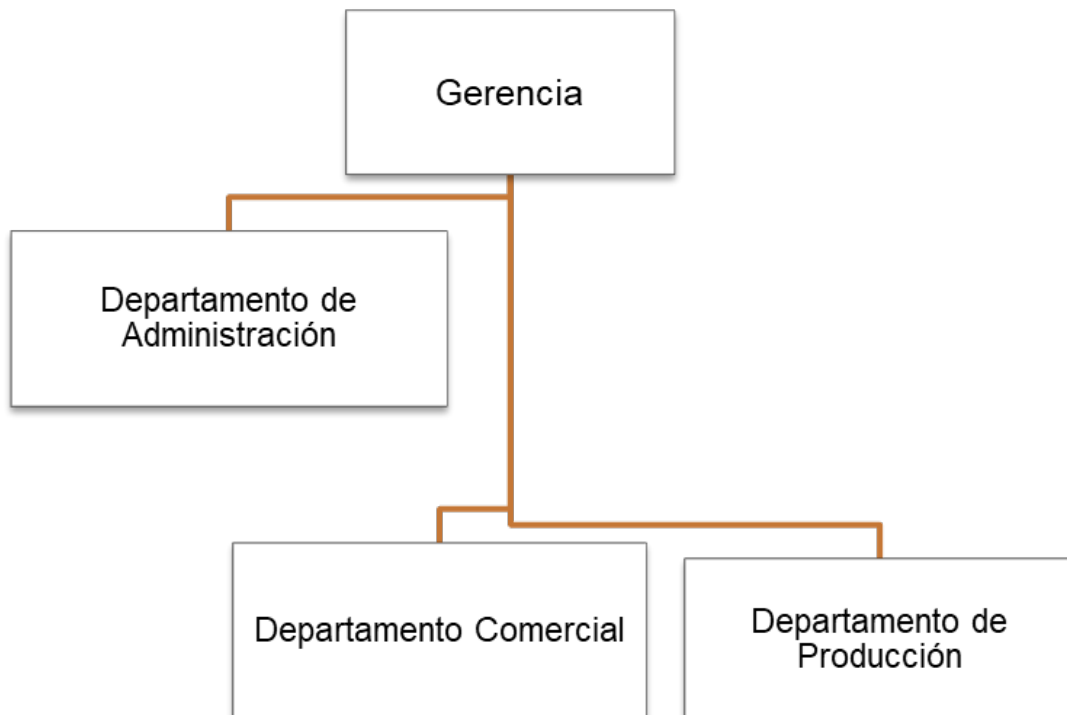 Gerencia
Departamento de
Administración
Departamento Comercial
Departamento de
Producción